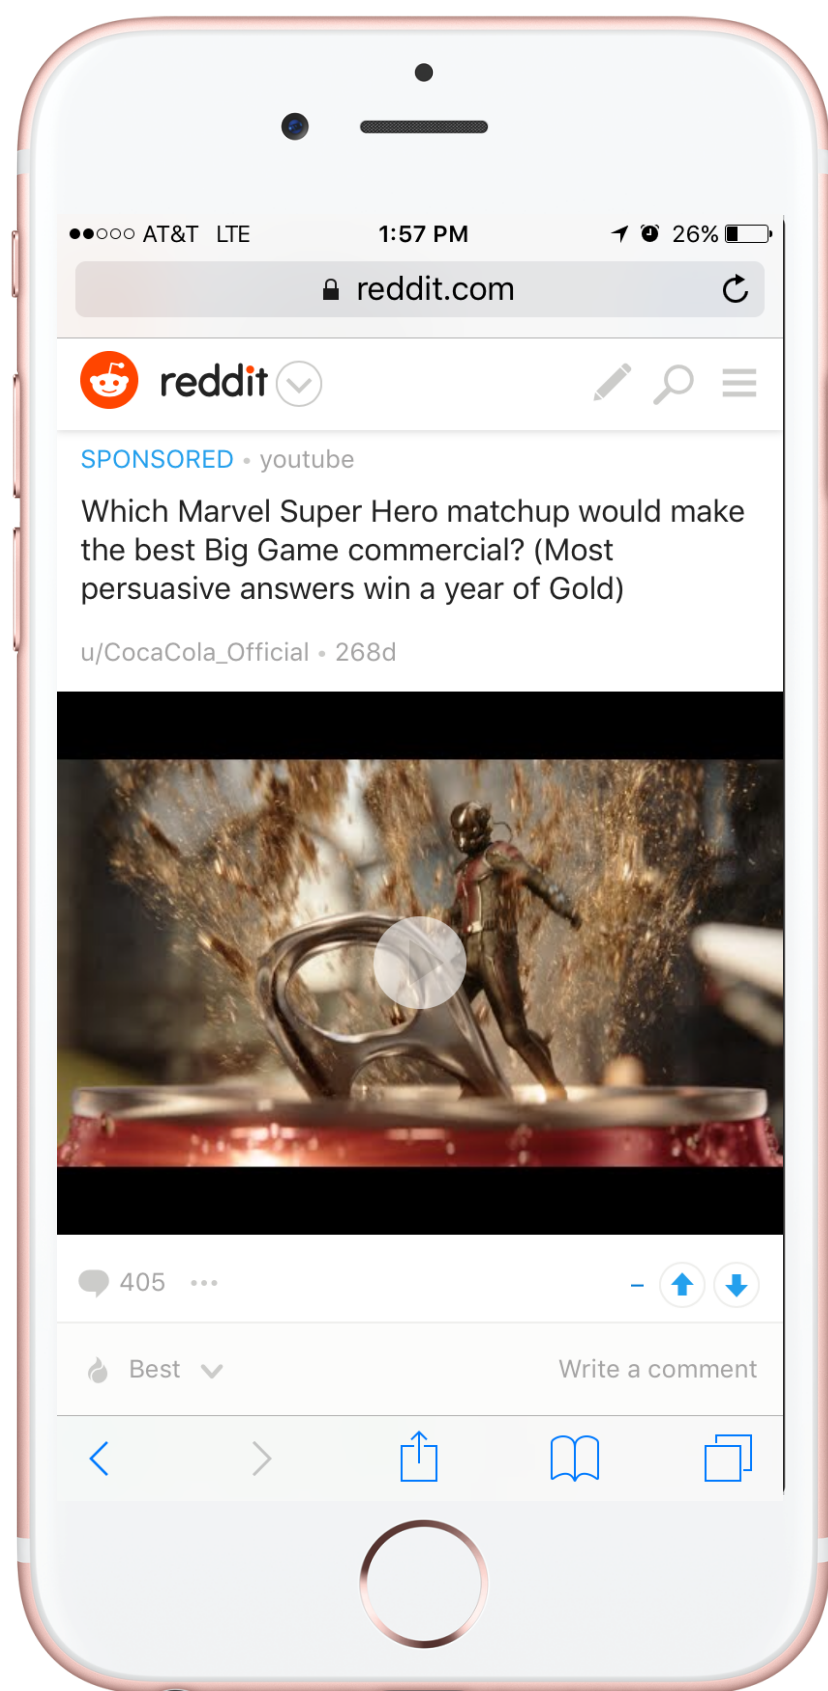 AT&T LTE 1:57 PM 26%
reddit.com
reddit
SPONSORED • youtube
Which Marvel Super Hero matchup would make
the best Big Game commercial? (Most
persuasive answers win a year of Gold)
u/CocaCola_Official • 268d
405 •••
Best
Write a comment